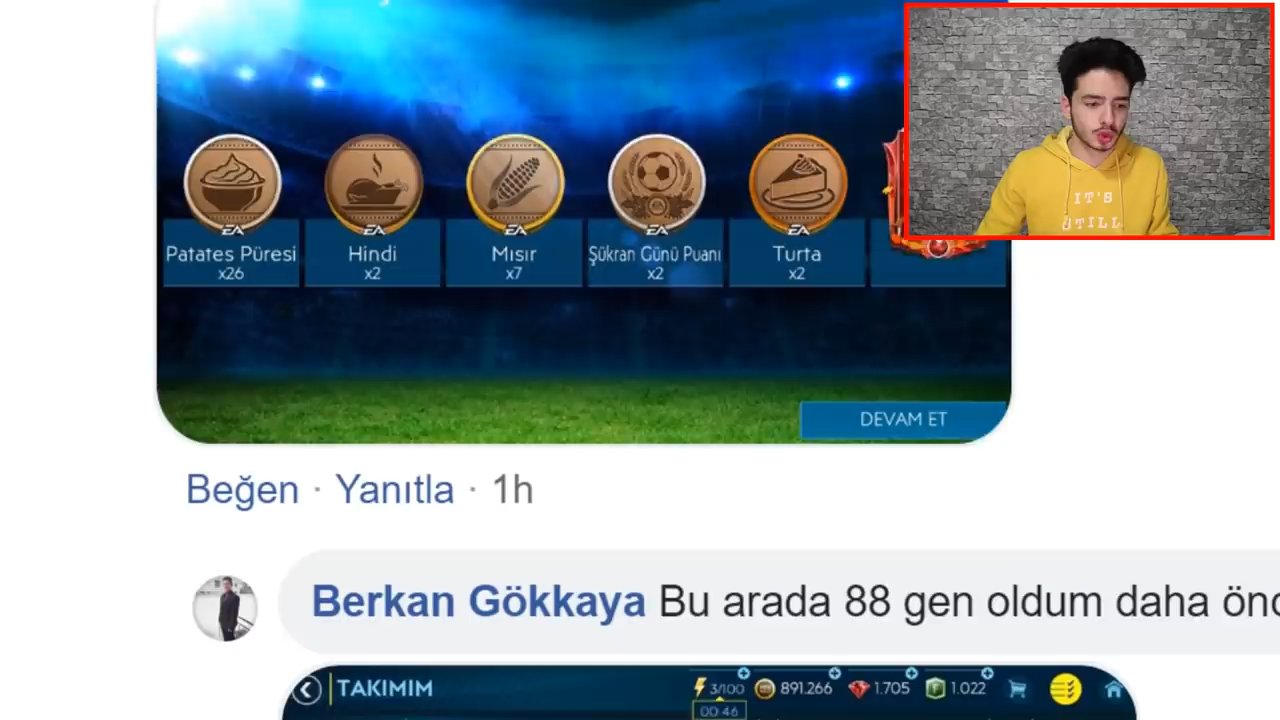 Patates Püresi
x26
EA
Hindi
x2
EA
Mısır
x7
EA
Şükran Günü Puanı
x2
EA
Turta
x2
EA
IT'S
STILL
DEVAM ET
Beğen · Yanıtla · 1h
Berkan Gökkaya Bu arada 88 gen oldum daha
TAKIMIM
3/100
891.266
1.705
1.022
00:46